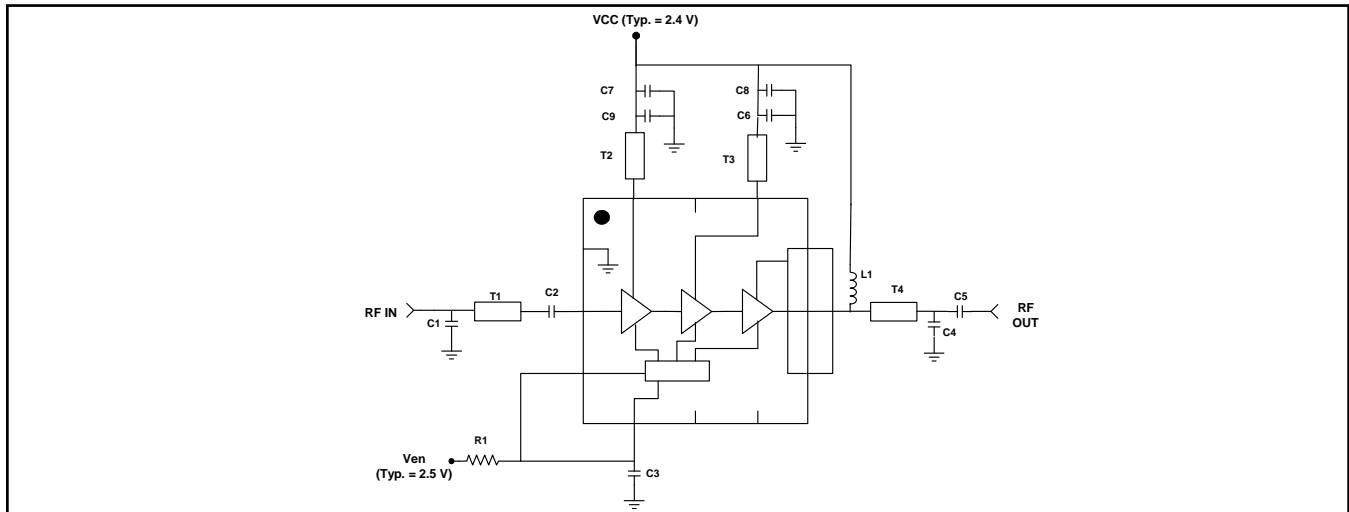 VCC (Typ. = 2.4 V)
C7
C8
C9
C6
T2
T3
L1
T1
C2
T4
C5
RF IN
RF
OUT
C1
C4
R1
Ven
(Typ. = 2.5 V)
C3